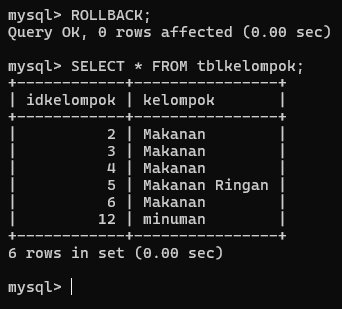 mysql> ROLLBACK;
Query OK, 0 rows affected (0.00 sec)
mysql> SELECT * FROM tblkelompok;
+------------+----------------+
| idkelompok | kelompok       |
+------------+----------------+
|          2 | Makanan        |
|          3 | Makanan        |
|          4 | Makanan        |
|          5 | Makanan Ringan |
|          6 | Makanan        |
|         12 | minuman        |
+------------+----------------+
6 rows in set (0.00 sec)
mysql>